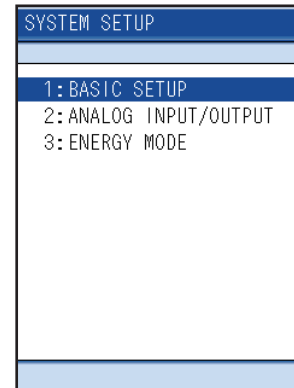 SYSTEM SETUP
1:BASIC SETUP
2:ANALOG INPUT/OUTPUT
3:ENERGY MODE